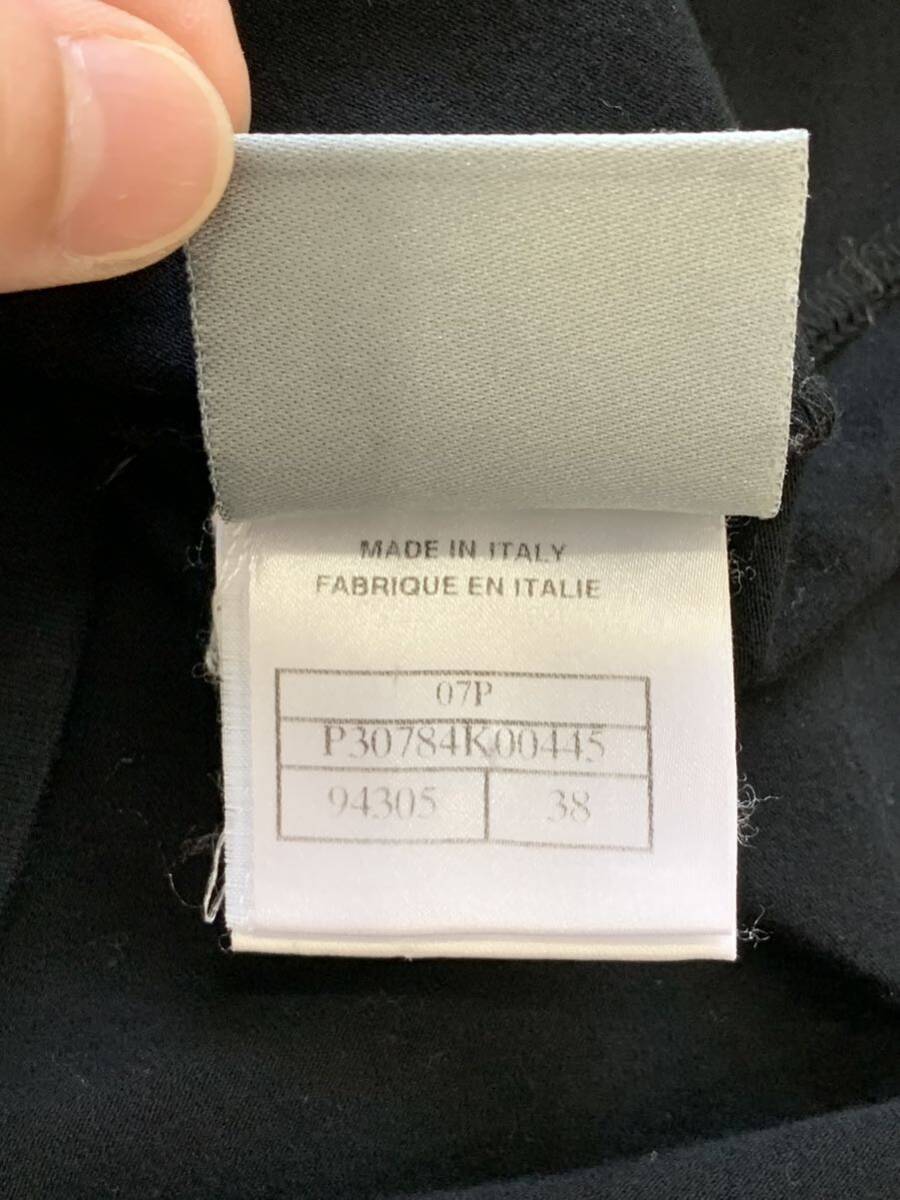 MADE IN ITALY
FABRIQUE EN ITALIE
07P
P30784K00445
94305 38